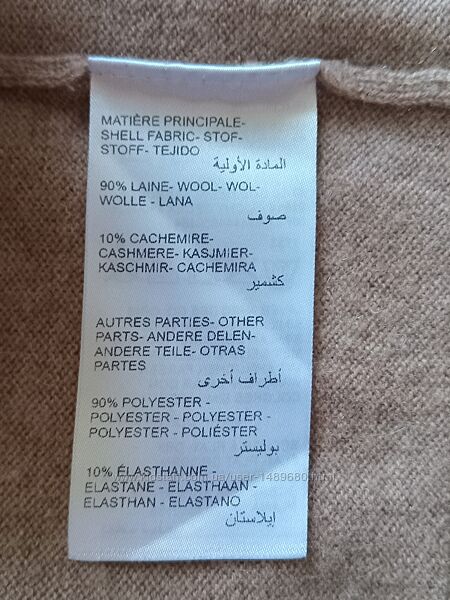 MATIÈRE PRINCIPALE-
SHELL FABRIC- STOF-
STOFF- TEJIDO
المادة الأولية
90% LAINE- WOOL- WOL-
WOLLE - LANA
صوف
10% CACHEMIRE-
CASHMERE- KASJMIER-
KASCHMIR- CACHEMIRA
كشمير
AUTRES PARTIES- OTHER
PARTS- ANDERE DELEN-
ANDERE TEILE- OTRAS
PARTES
أطراف أخرى
90% POLYESTER -
POLYESTER - POLYESTER -
POLYESTER - POLIÉSTER
بوليستر
10% ÉLASTHANNE -
ELASTANE - ELASTHAAN -
ELASTHAN - ELASTANO
إيلاستان